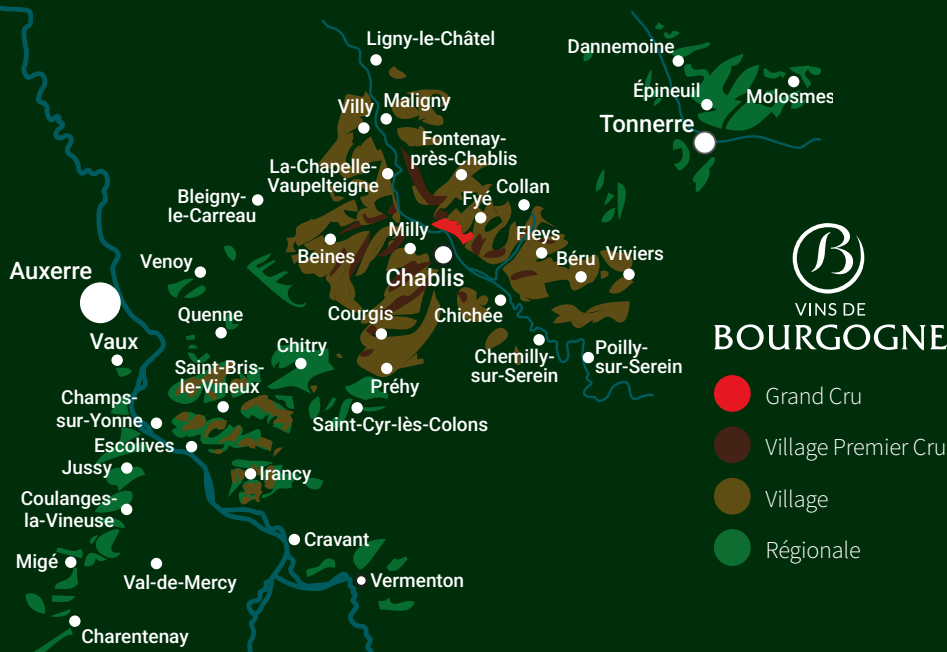 Ligny-le-Châtel
Dannemoine
Villy
Maligny
Épineuil
Molosmes
Tonnerre
Fontenay-
près-Chablis
La-Chapelle-
Vaupelteigne
Collan
Bleigny-
le-Carreau
Fyé
Milly
Fleys
Beines
Béru
Viviers
Venoy
Auxerre
Chablis
Quenne
Courgis
Chichée
VINS DE
BOURGOGNE
Vaux
Chitry
Saint-Bris-
le-Vineux
Chemilly-
sur-Serein
Poilly-
sur-Serein
Préhy
Champs-
sur-Yonne
Saint-Cyr-lès-Colons
Escolives
Jussy
Irancy
Coulanges-
la-Vineuse
Cravant
Migé
Val-de-Mercy
Vermenton
Charentenay
B
Grand Cru
Village Premier Cru
Village
Régionale